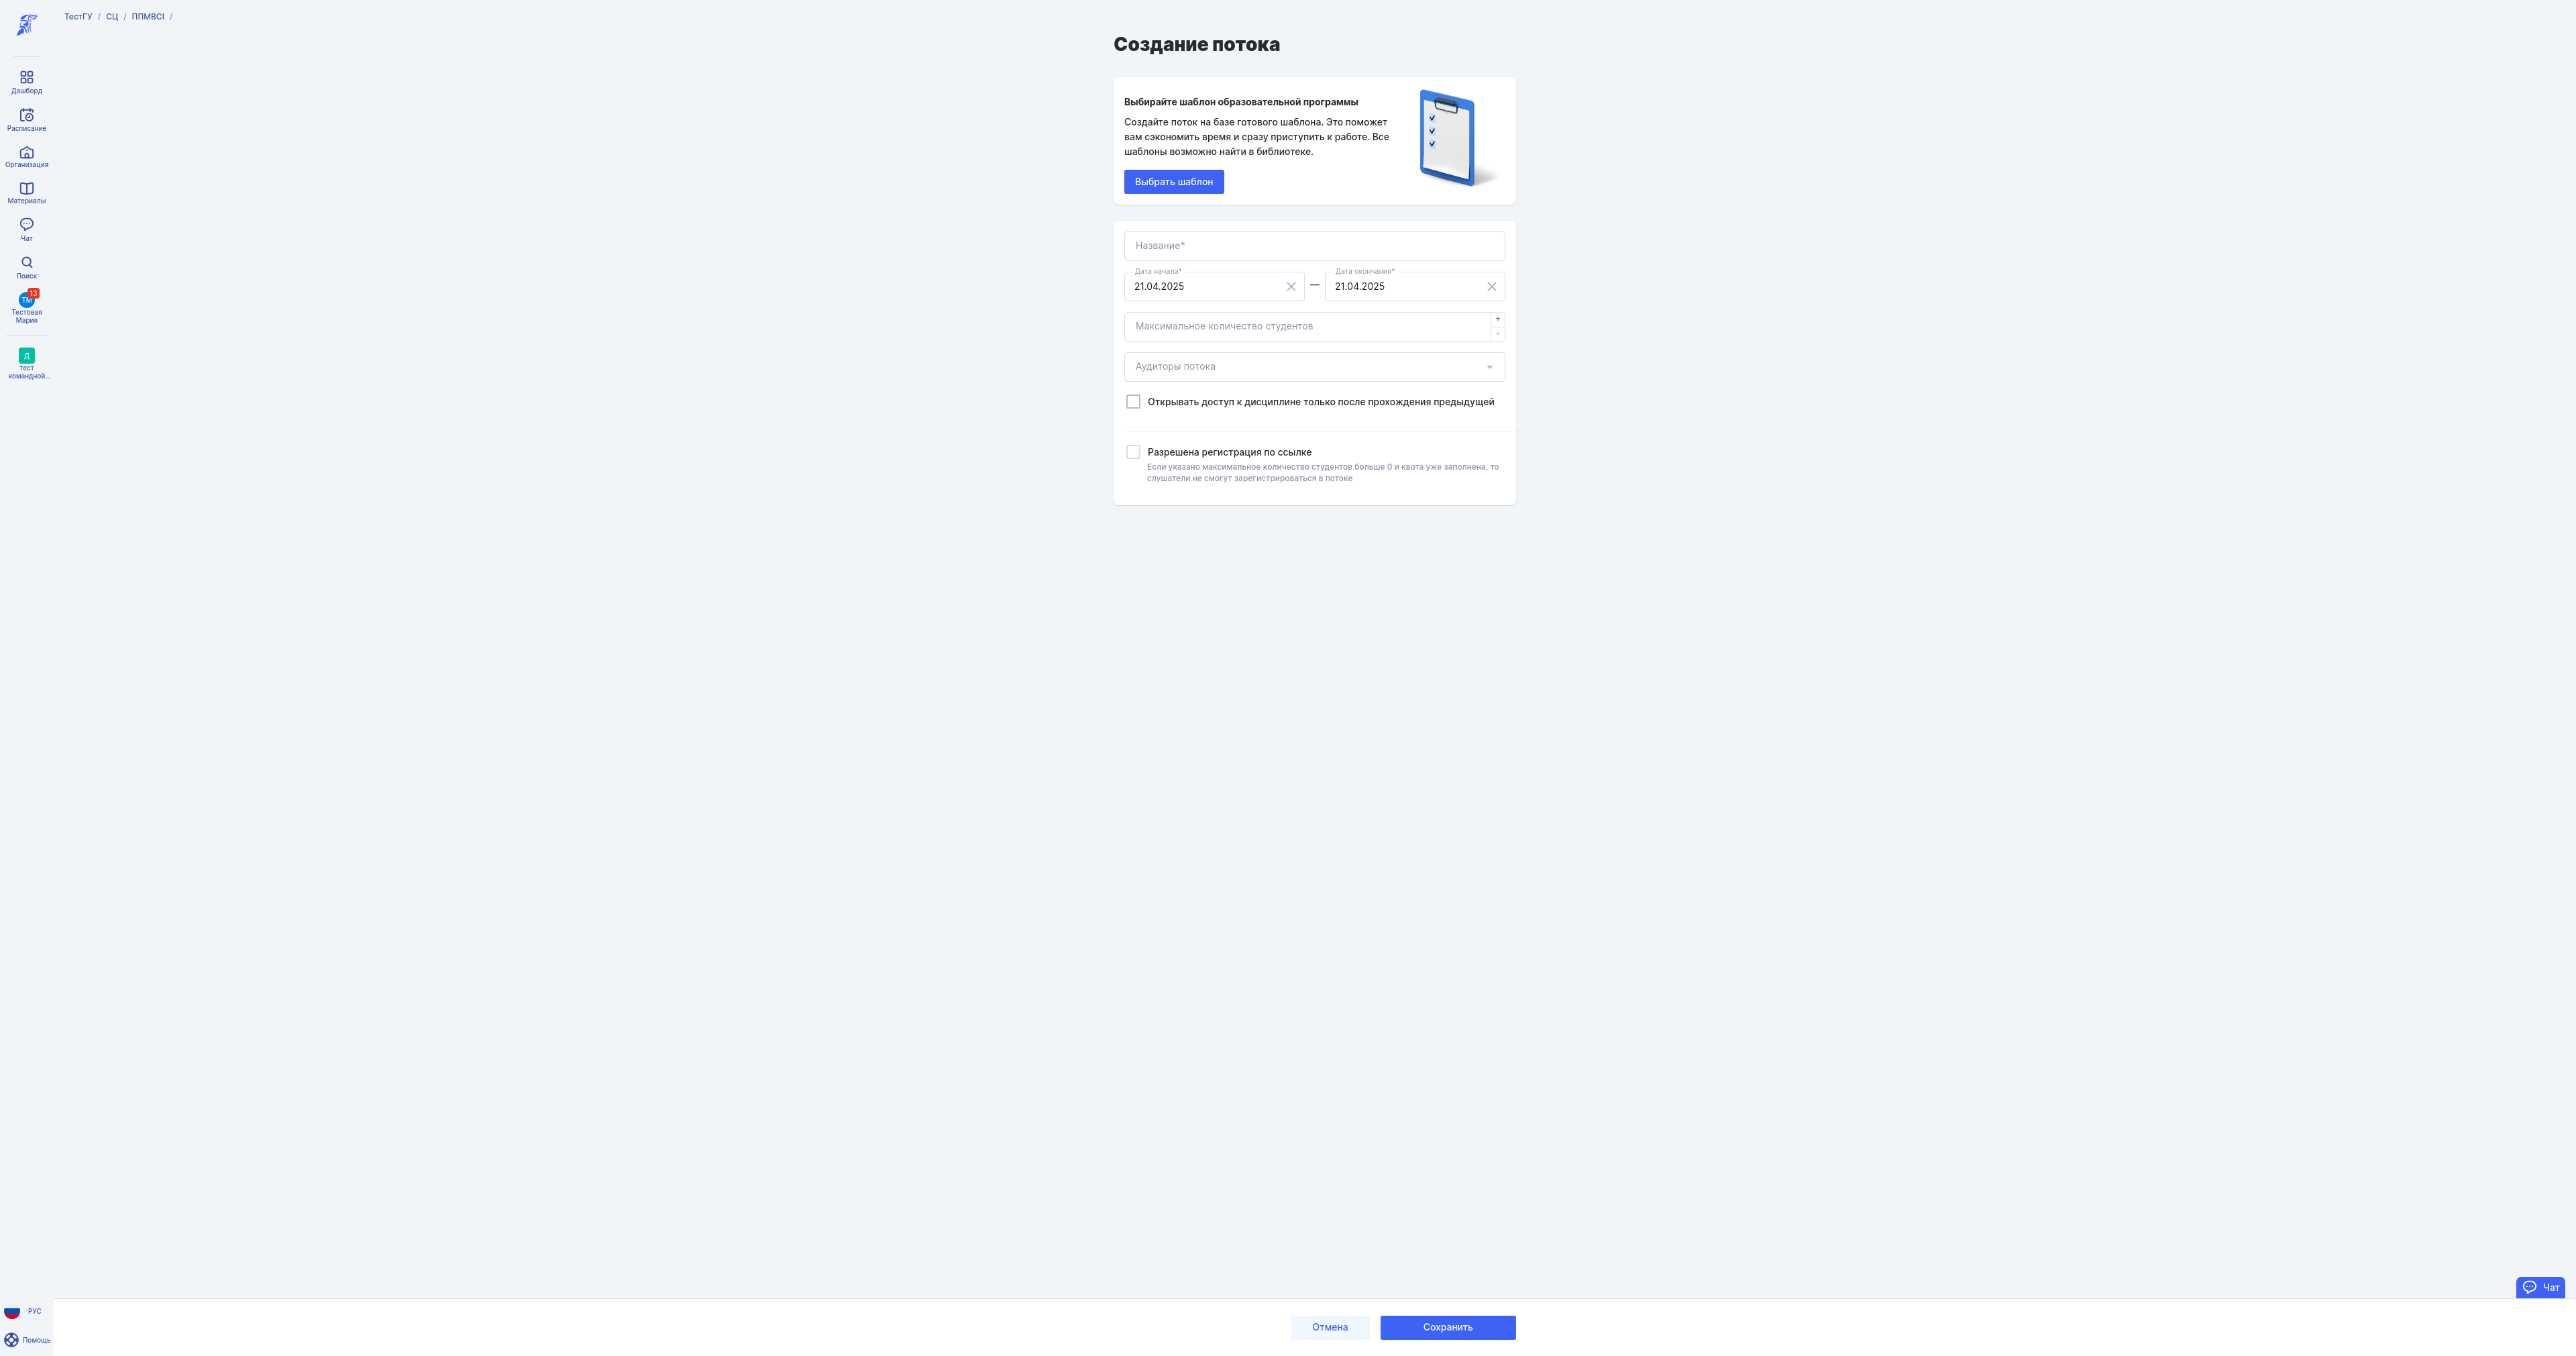 ТестГУ / СЦ / ППМВСІ /
Дашборд
Расписание
Организация
Материалы
Чат
Поиск
ТМ
13
Тестовая
Мария
Д
тест
командной...
РУС
Помощь
Создание потока
Выбирайте шаблон образовательной программы
Создайте поток на базе готового шаблона. Это поможет
вам сэкономить время и сразу приступить к работе. Все
шаблоны возможно найти в библиотеке.
Выбрать шаблон
Название*
Дата начала*
21.04.2025
—
Дата окончания*
21.04.2025
Максимальное количество студентов
+
-
Аудиторы потока
Открывать доступ к дисциплине только после прохождения предыдущей
Разрешена регистрация по ссылке
Если указано максимальное количество студентов больше 0 и квота уже заполнена, то
слушатели не смогут зарегистрироваться в потоке
Чат
Отмена
Сохранить